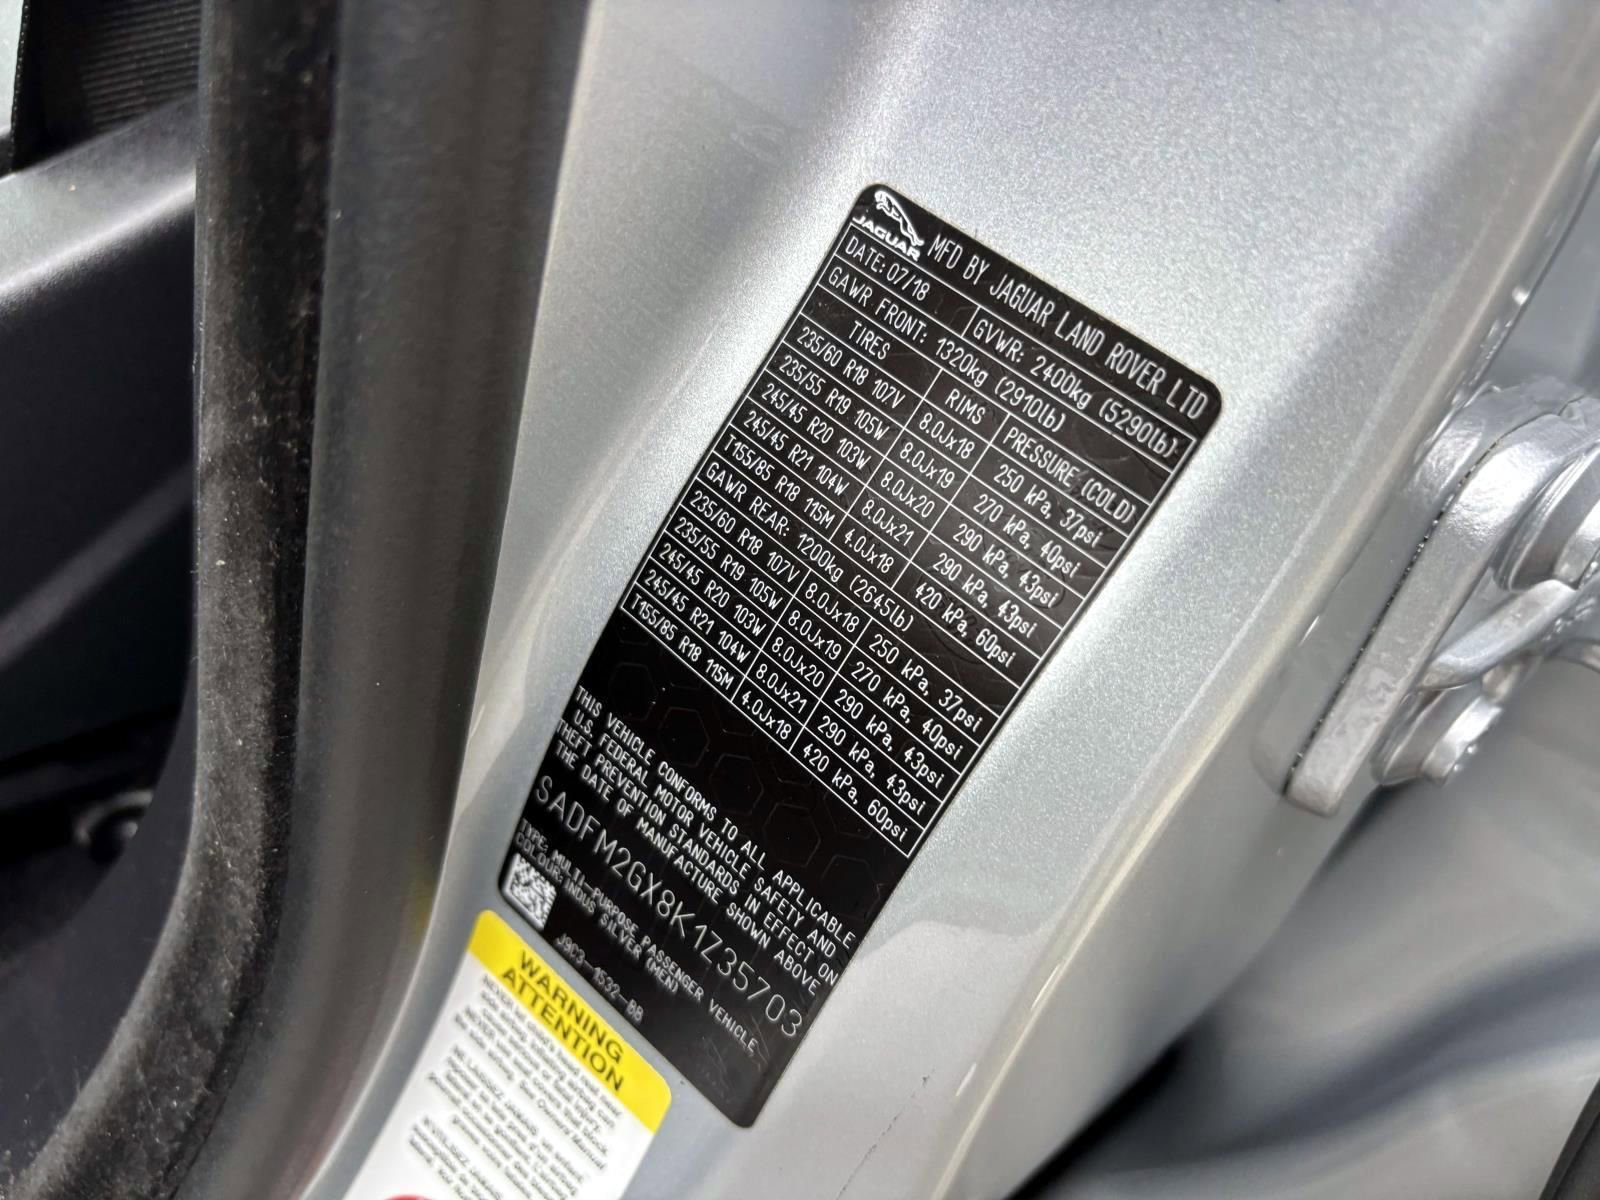 JAGUAR
MFD BY JAGUAR LAND ROVER LTD
DATE: 07/18 GVWR: 2400kg (5290lb)
GAWR FRONT: 1320kg (2910lb)
TIRES RIMS PRESSURE (COLD)
235/60 R18 107V 8.0Jx18 250 kPa, 37psi
235/55 R19 105W 8.0Jx19 270 kPa, 40psi
245/45 R20 103W 8.0Jx20 290 kPa, 43psi
245/45 R21 104W 8.0Jx21 290 kPa, 43psi
T155/85 R18 115M 4.0Jx18 420 kPa, 60psi
GAWR REAR: 1200kg (2645lb)
235/60 R18 107V 8.0Jx18 250 kPa, 37psi
235/55 R19 105W 8.0Jx19 270 kPa, 40psi
245/45 R20 103W 8.0Jx20 290 kPa, 43psi
245/45 R21 104W 8.0Jx21 290 kPa, 43psi
T155/85 R18 115M 4.0Jx18 420 kPa, 60psi
THIS VEHICLE CONFORMS TO ALL APPLICABLE
U.S. FEDERAL MOTOR VEHICLE SAFETY AND
THEFT PREVENTION STANDARDS IN EFFECT ON
THE DATE OF MANUFACTURE SHOWN ABOVE
SADFM2GX8K1Z35703
TYPE: MULTI-PURPOSE PASSENGER VEHICLE
COLOUR: INDUS SILVER (MEN)
J9C3-1532-BB
WARNING
ATTENTION